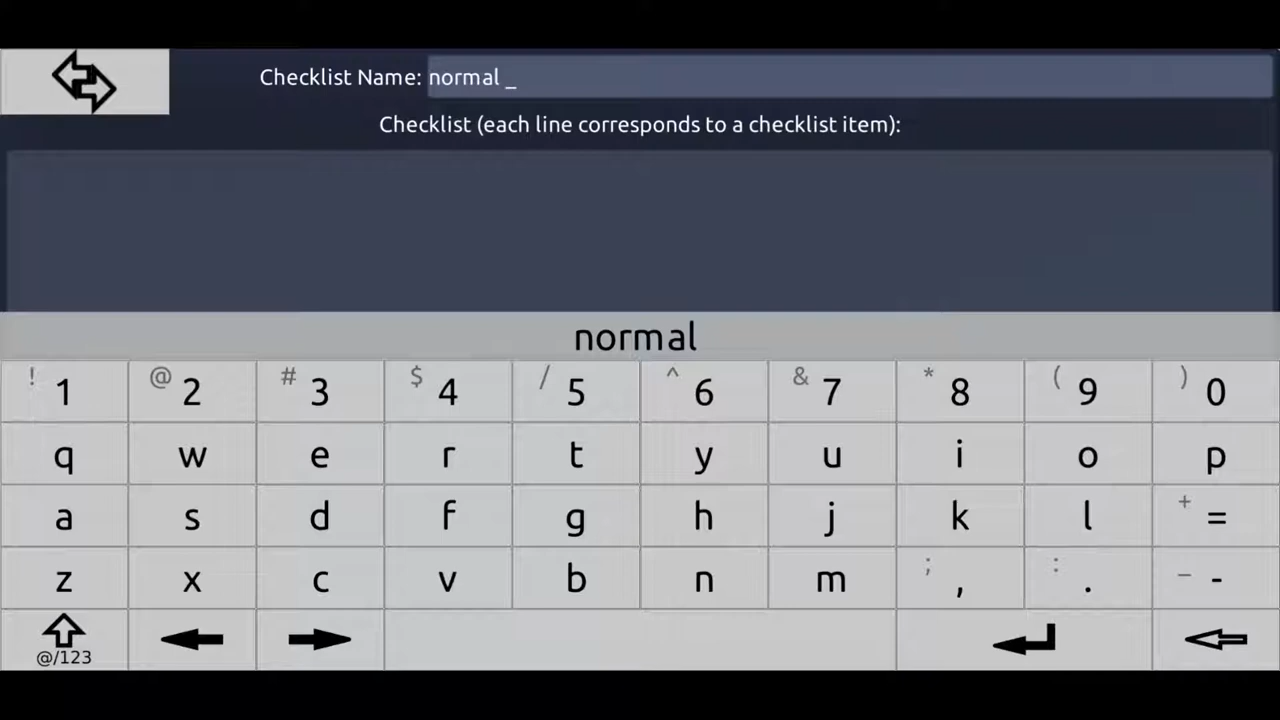 Checklist Name: normal _
Checklist (each line corresponds to a checklist item):
normal
! 1 @ 2 # 3 $ 4 / 5 ^ 6 & 7 * 8 ( 9 ) 0
q w e r t y u i o p
a s d f g h j k l + =
z x c v b n m ; , : . _ -
@/123